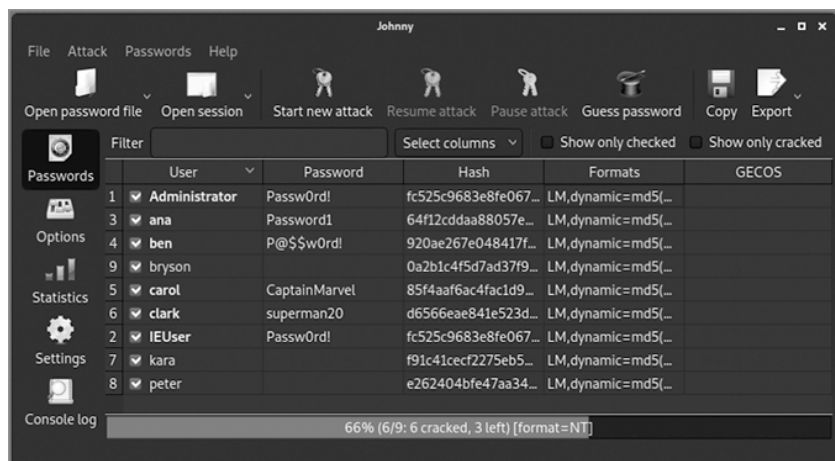 Johnny
File Attack Passwords Help
Open password file Open session Start new attack Resume attack Pause attack Guess password Copy Export
Passwords
Options
Statistics
Settings
Console log
Filter Select columns Show only checked Show only cracked
User Password Hash Formats GECOS
1 Administrator Passw0rd! fc525c9683e8fe067... LM,dynamic=md5(...
3 ana Password1 64f12cddaa88057e... LM,dynamic=md5(...
4 ben P@$$w0rd! 920ae267e048417f... LM,dynamic=md5(...
9 bryson 0a2b1c4f5d7ad37f9... LM,dynamic=md5(...
5 carol CaptainMarvel 85f4aaf6ac4fac1d9... LM,dynamic=md5(...
6 clark superman20 d6566eae841e523d... LM,dynamic=md5(...
2 IEUser Passw0rd! fc525c9683e8fe067... LM,dynamic=md5(...
7 kara f91c41cecf2275eb5... LM,dynamic=md5(...
8 peter e262404bfe47aa34... LM,dynamic=md5(...
66% (6/9: 6 cracked, 3 left) [format=NT]